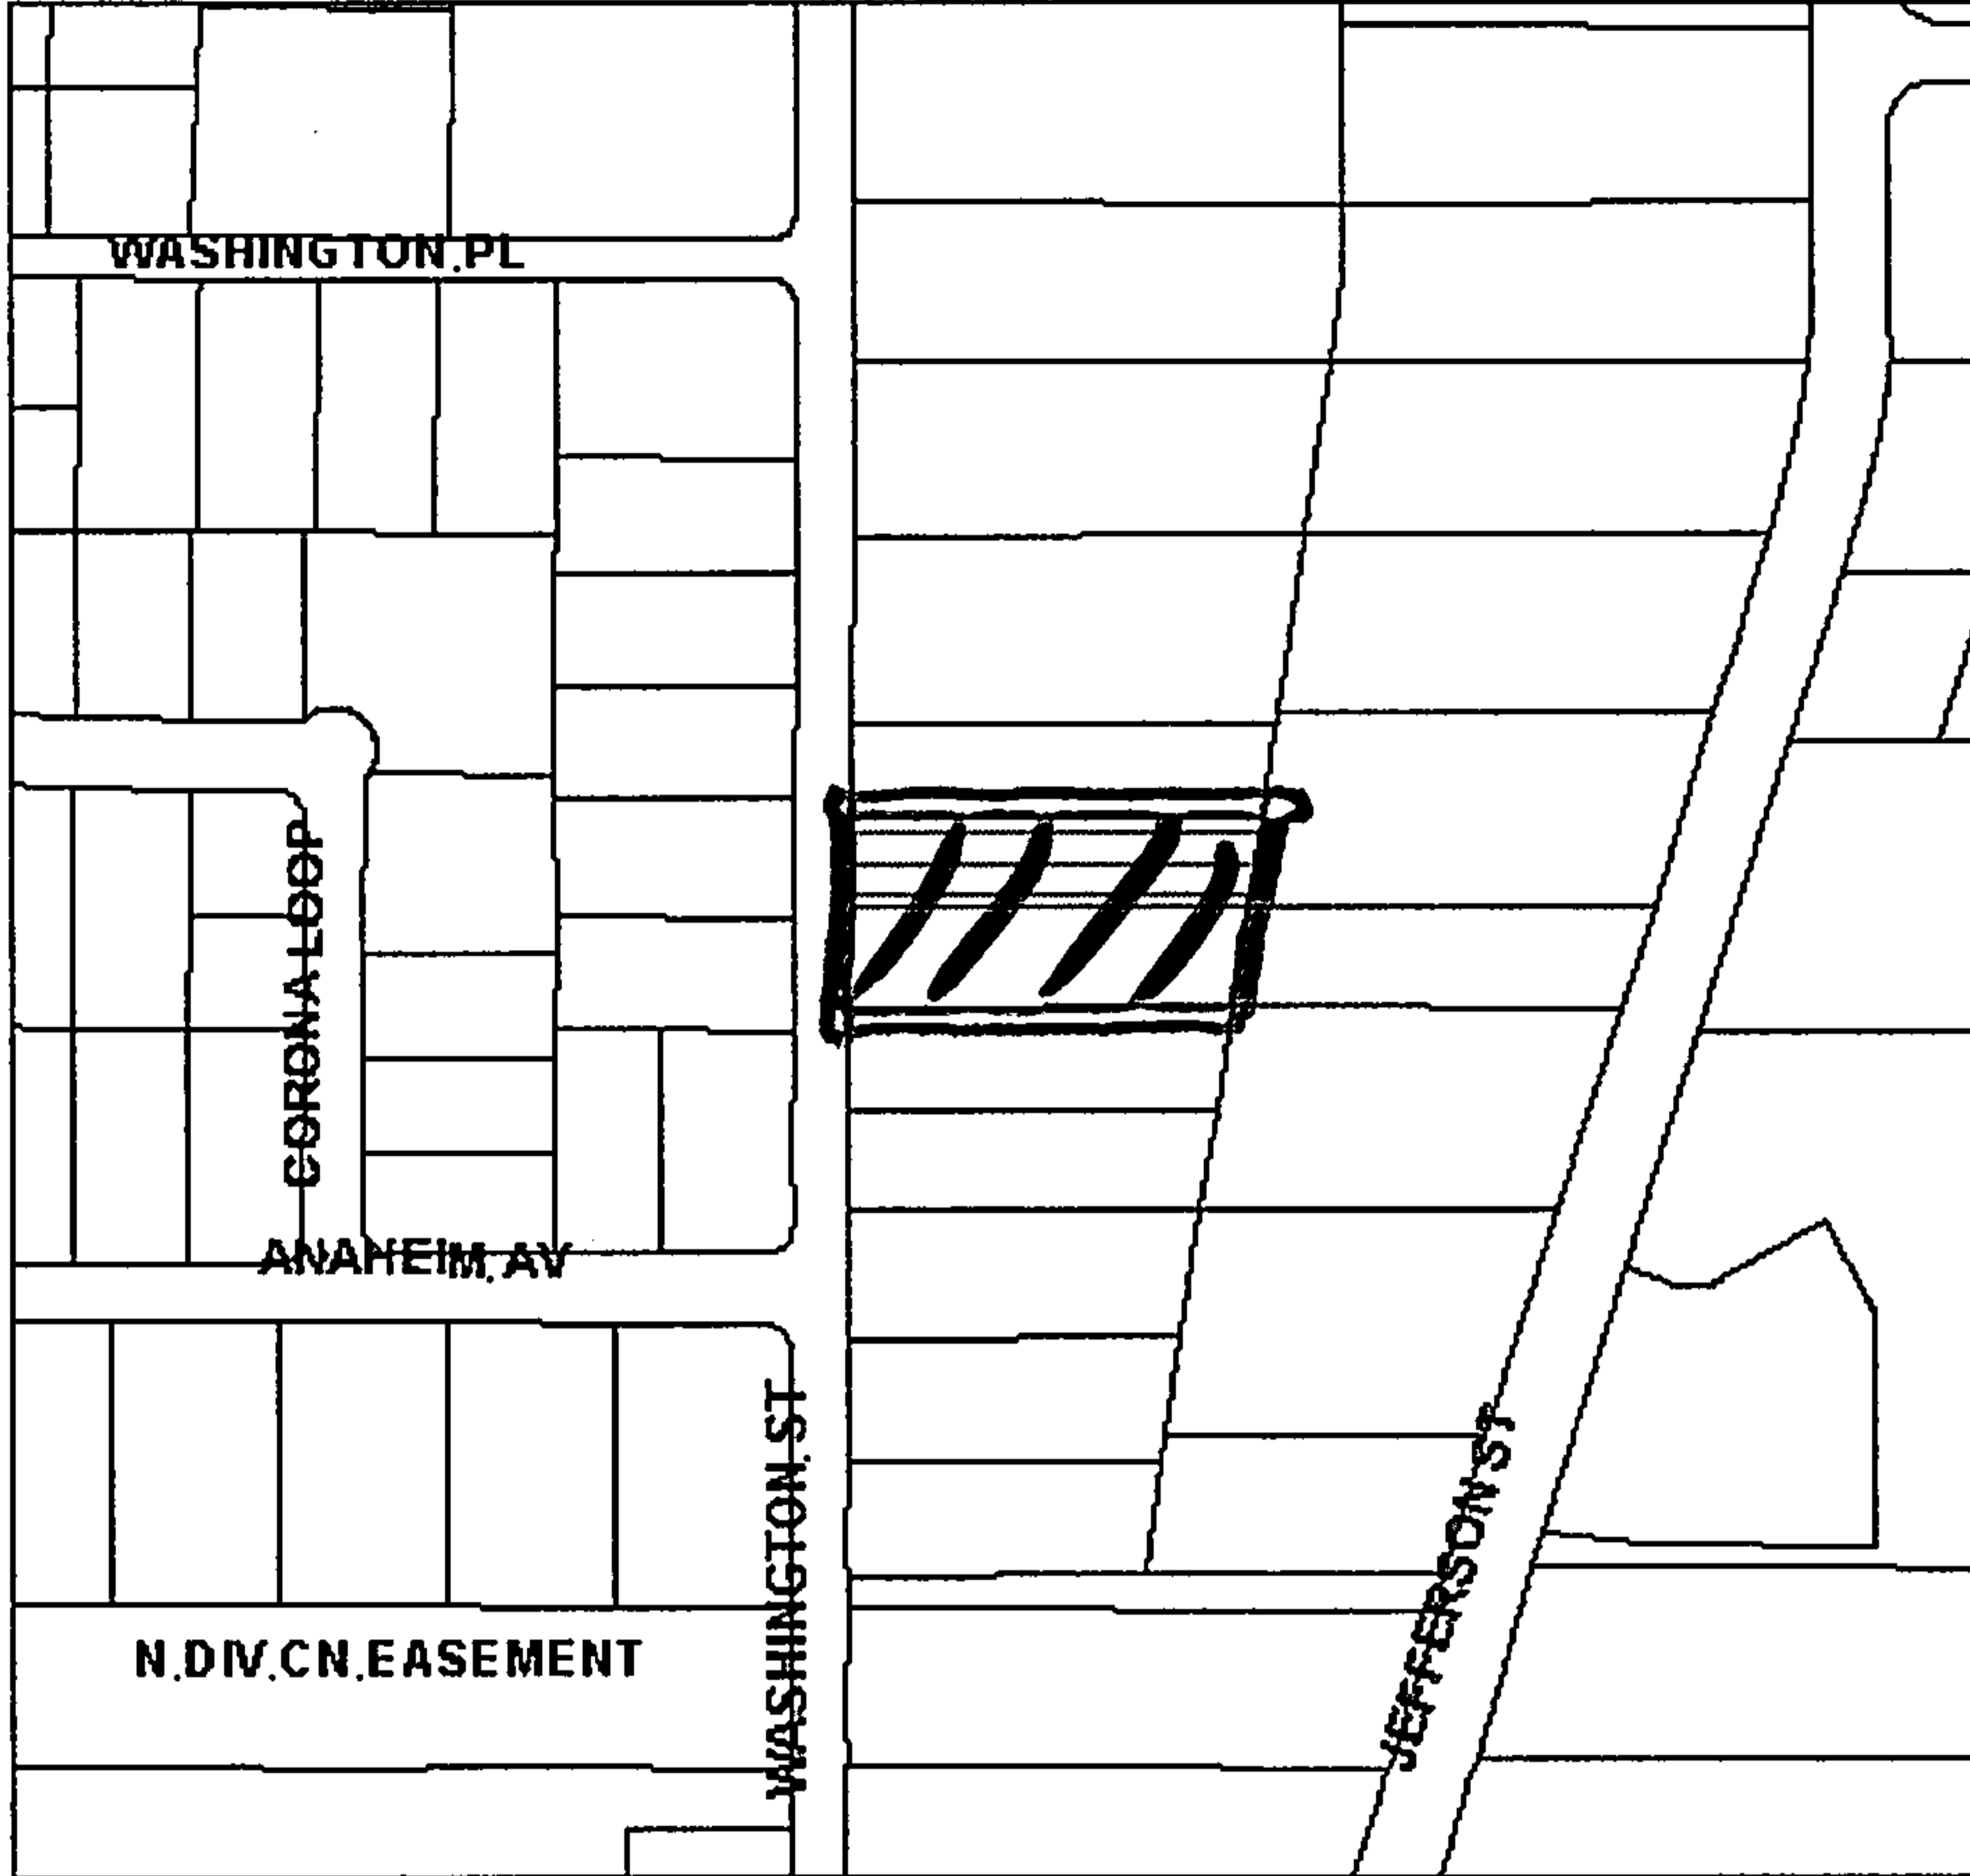 WASHINGTON.PL
CORONA LOOP
ANAHEIM.AV
WASHINGTON.ST
JEFFERSON.ST
N.DIV.CN.EASEMENT